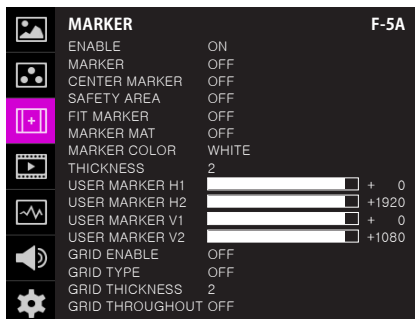 MARKER F-5A
ENABLE ON
MARKER OFF
CENTER MARKER OFF
SAFETY AREA OFF
FIT MARKER OFF
MARKER MAT OFF
MARKER COLOR WHITE
THICKNESS 2
USER MARKER H1 + 0
USER MARKER H2 +1920
USER MARKER V1 + 0
USER MARKER V2 +1080
GRID ENABLE OFF
GRID TYPE OFF
GRID THICKNESS 2
GRID THROUGHOUT OFF